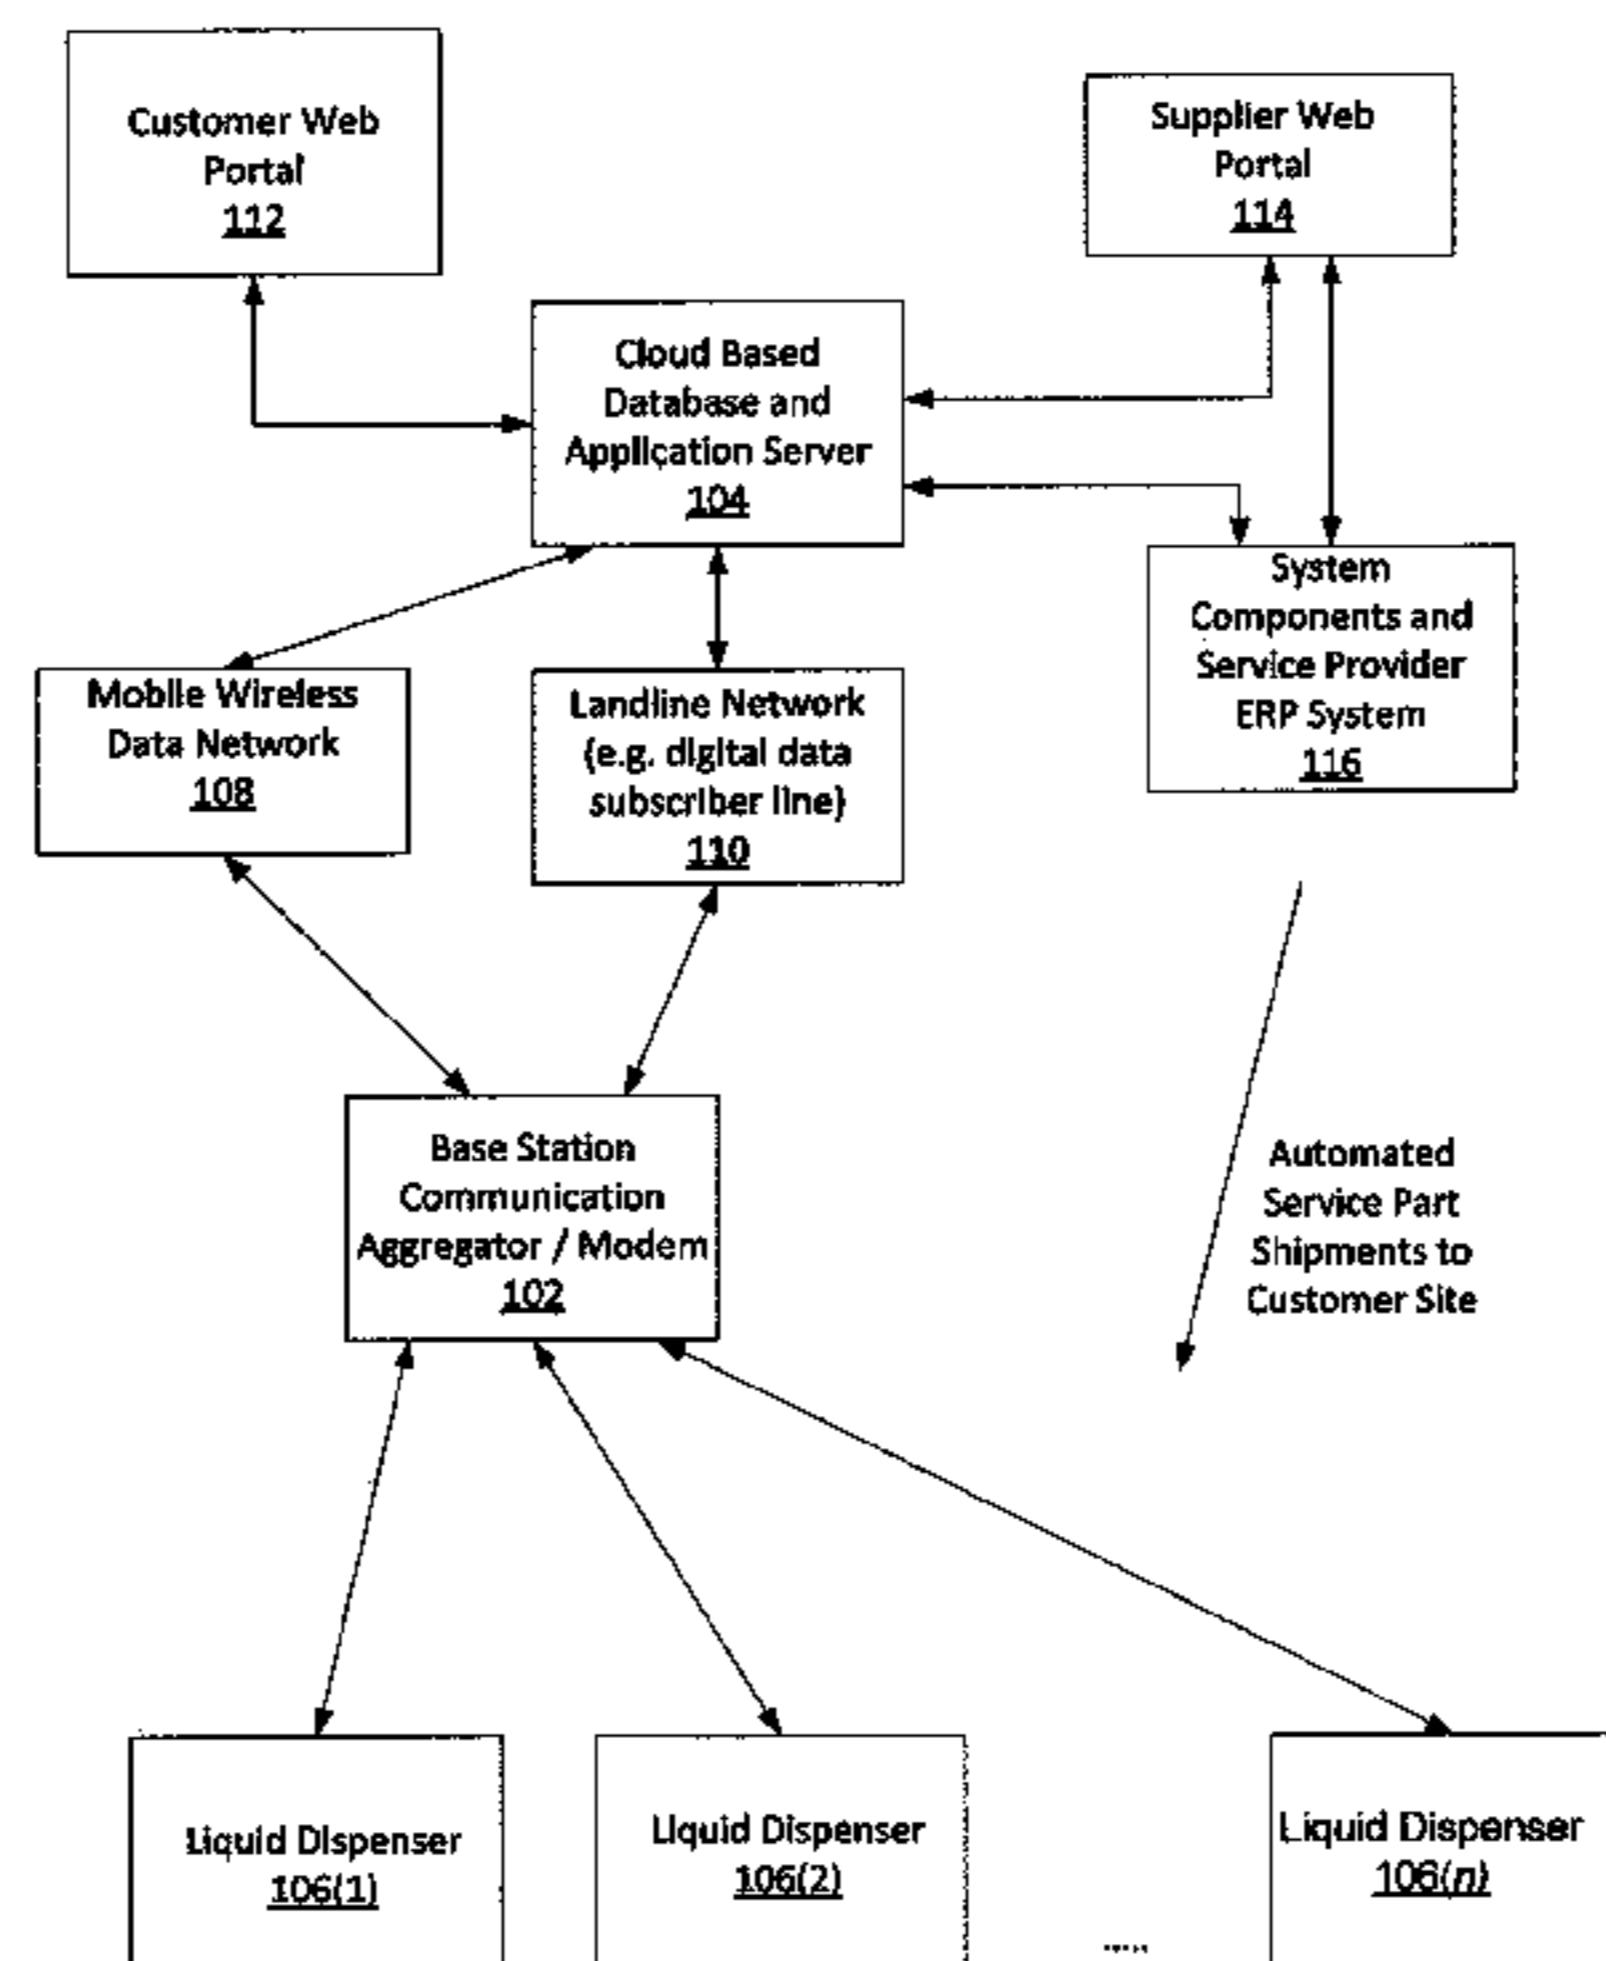 Customer Web
Portal
112
Supplier Web
Portal
114
Cloud Based
Database and
Application Server
104
System
Components and
Service Provider
ERP System
116
Mobile Wireless
Data Network
108
Landline Network
(e.g. digital data
subscriber line)
110
Base Station
Communication
Aggregator / Modem
102
Automated
Service Part
Shipments to
Customer Site
Liquid Dispenser
106(1)
Liquid Dispenser
106(2)
.....
Liquid Dispenser
106(n)